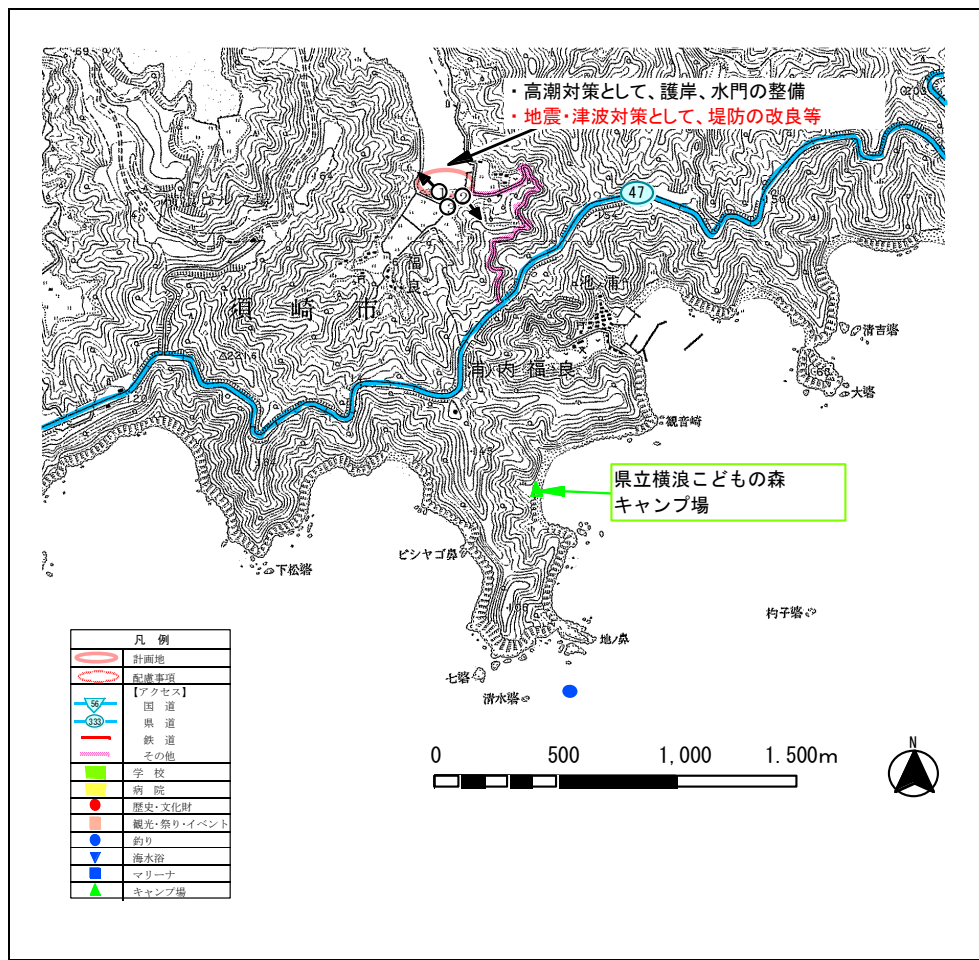 ・高潮対策として、護岸、水門の整備
・地震・津波対策として、堤防の改良等
47
須崎市
福良
池ノ浦
浦ノ内福良
清吉碆
大碆
観音崎
県立横浪こどもの森
キャンプ場
ビシャゴ鼻
下松碆
杓子碆
地ノ鼻
七碆
清水碆
凡 例
計画地
配慮事項
【アクセス】
56 国 道
333 県 道
鉄 道
その他
学 校
病 院
歴史・文化財
観光・祭り・イベント
釣り
海水浴
マリーナ
キャンプ場
0 500 1,000 1.500m
N